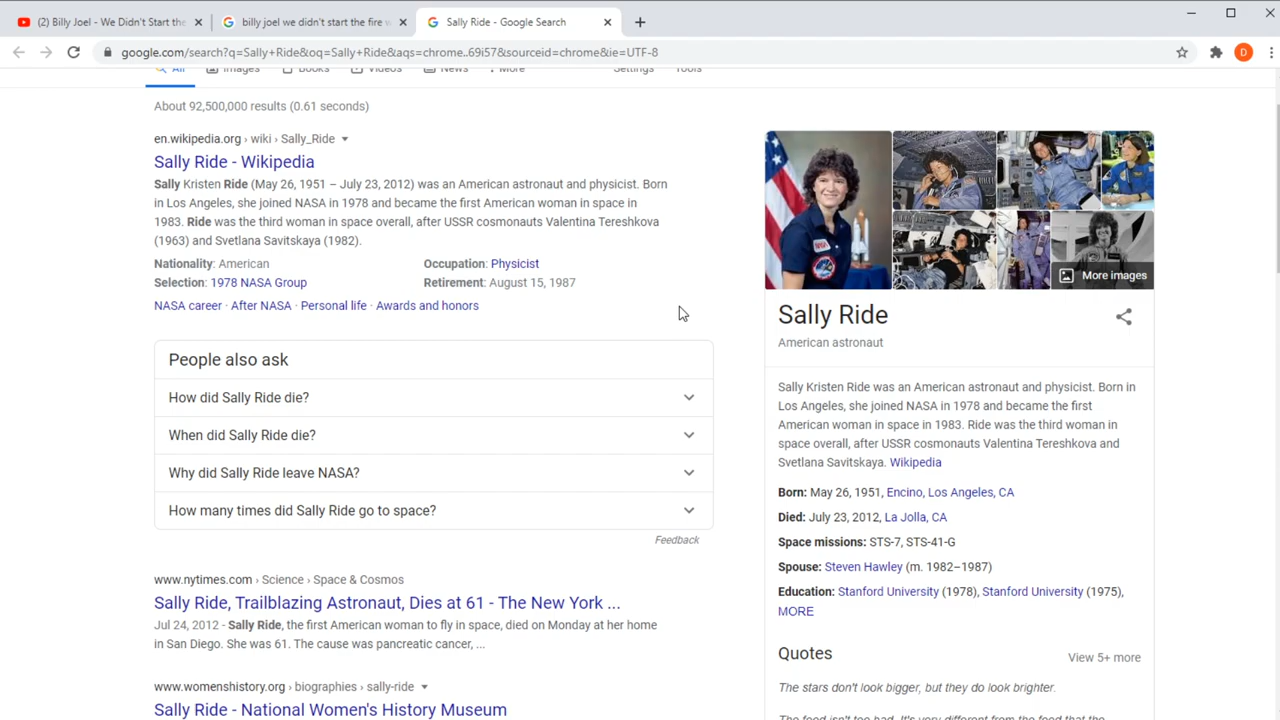 (2) Billy Joel - We Didn't Start the
billy joel we didn't start the fire w
Sally Ride - Google Search
google.com/search?q=Sally+Ride&oq=Sally+Ride&aqs=chrome..69i57&sourceid=chrome&ie=UTF-8
D
All
Images
Books
Videos
News
More
Settings
Tools
About 92,500,000 results (0.61 seconds)
en.wikipedia.org › wiki › Sally_Ride
Sally Ride - Wikipedia
Sally Kristen Ride (May 26, 1951 – July 23, 2012) was an American astronaut and physicist. Born
in Los Angeles, she joined NASA in 1978 and became the first American woman in space in
1983. Ride was the third woman in space overall, after USSR cosmonauts Valentina Tereshkova
(1963) and Svetlana Savitskaya (1982).
Nationality: American
Occupation: Physicist
Selection: 1978 NASA Group
Retirement: August 15, 1987
NASA career · After NASA · Personal life · Awards and honors
People also ask
How did Sally Ride die?
When did Sally Ride die?
Why did Sally Ride leave NASA?
How many times did Sally Ride go to space?
Feedback
www.nytimes.com › Science › Space & Cosmos
Sally Ride, Trailblazing Astronaut, Dies at 61 - The New York ...
Jul 24, 2012 - Sally Ride, the first American woman to fly in space, died on Monday at her home
in San Diego. She was 61. The cause was pancreatic cancer, ...
www.womenshistory.org › biographies › sally-ride
Sally Ride - National Women's History Museum
More images
Sally Ride
American astronaut
Sally Kristen Ride was an American astronaut and physicist. Born in
Los Angeles, she joined NASA in 1978 and became the first
American woman in space in 1983. Ride was the third woman in
space overall, after USSR cosmonauts Valentina Tereshkova and
Svetlana Savitskaya. Wikipedia
Born: May 26, 1951, Encino, Los Angeles, CA
Died: July 23, 2012, La Jolla, CA
Space missions: STS-7, STS-41-G
Spouse: Steven Hawley (m. 1982–1987)
Education: Stanford University (1978), Stanford University (1975),
MORE
Quotes
View 5+ more
The stars don't look bigger, but they do look brighter.
The food isn't too bad. It's very different from the food that the